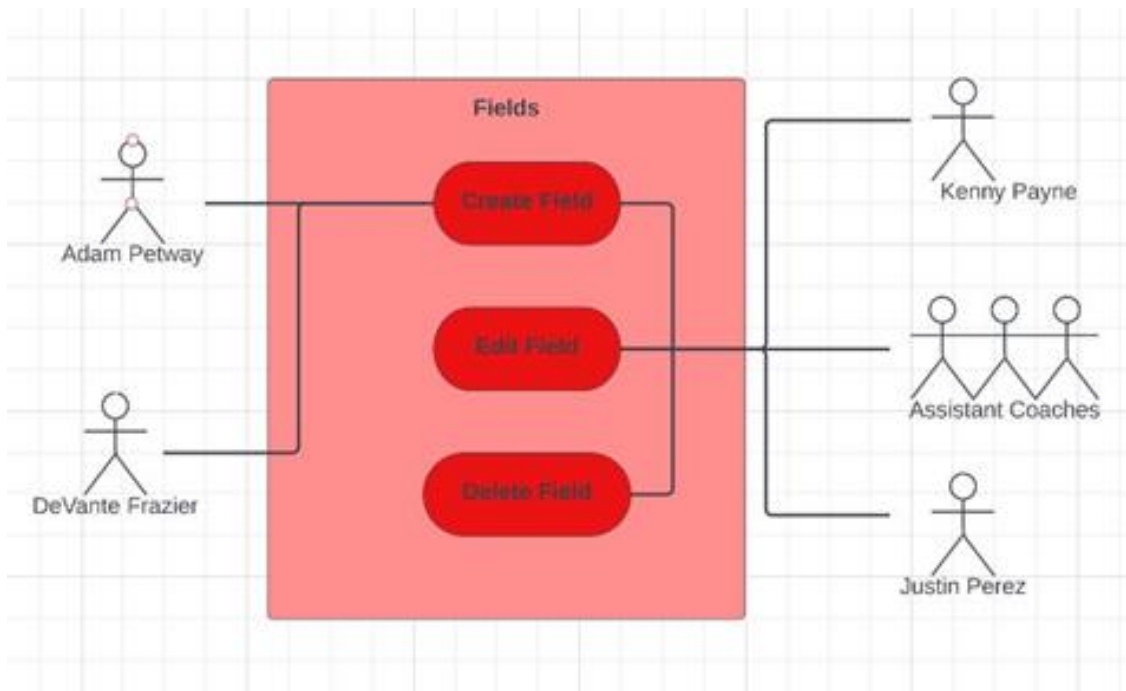 Fields
Adam Petway
Create Field
Kenny Payne
Edit Field
Assistant Coaches
DeVante Frazier
Delete Field
Justin Perez